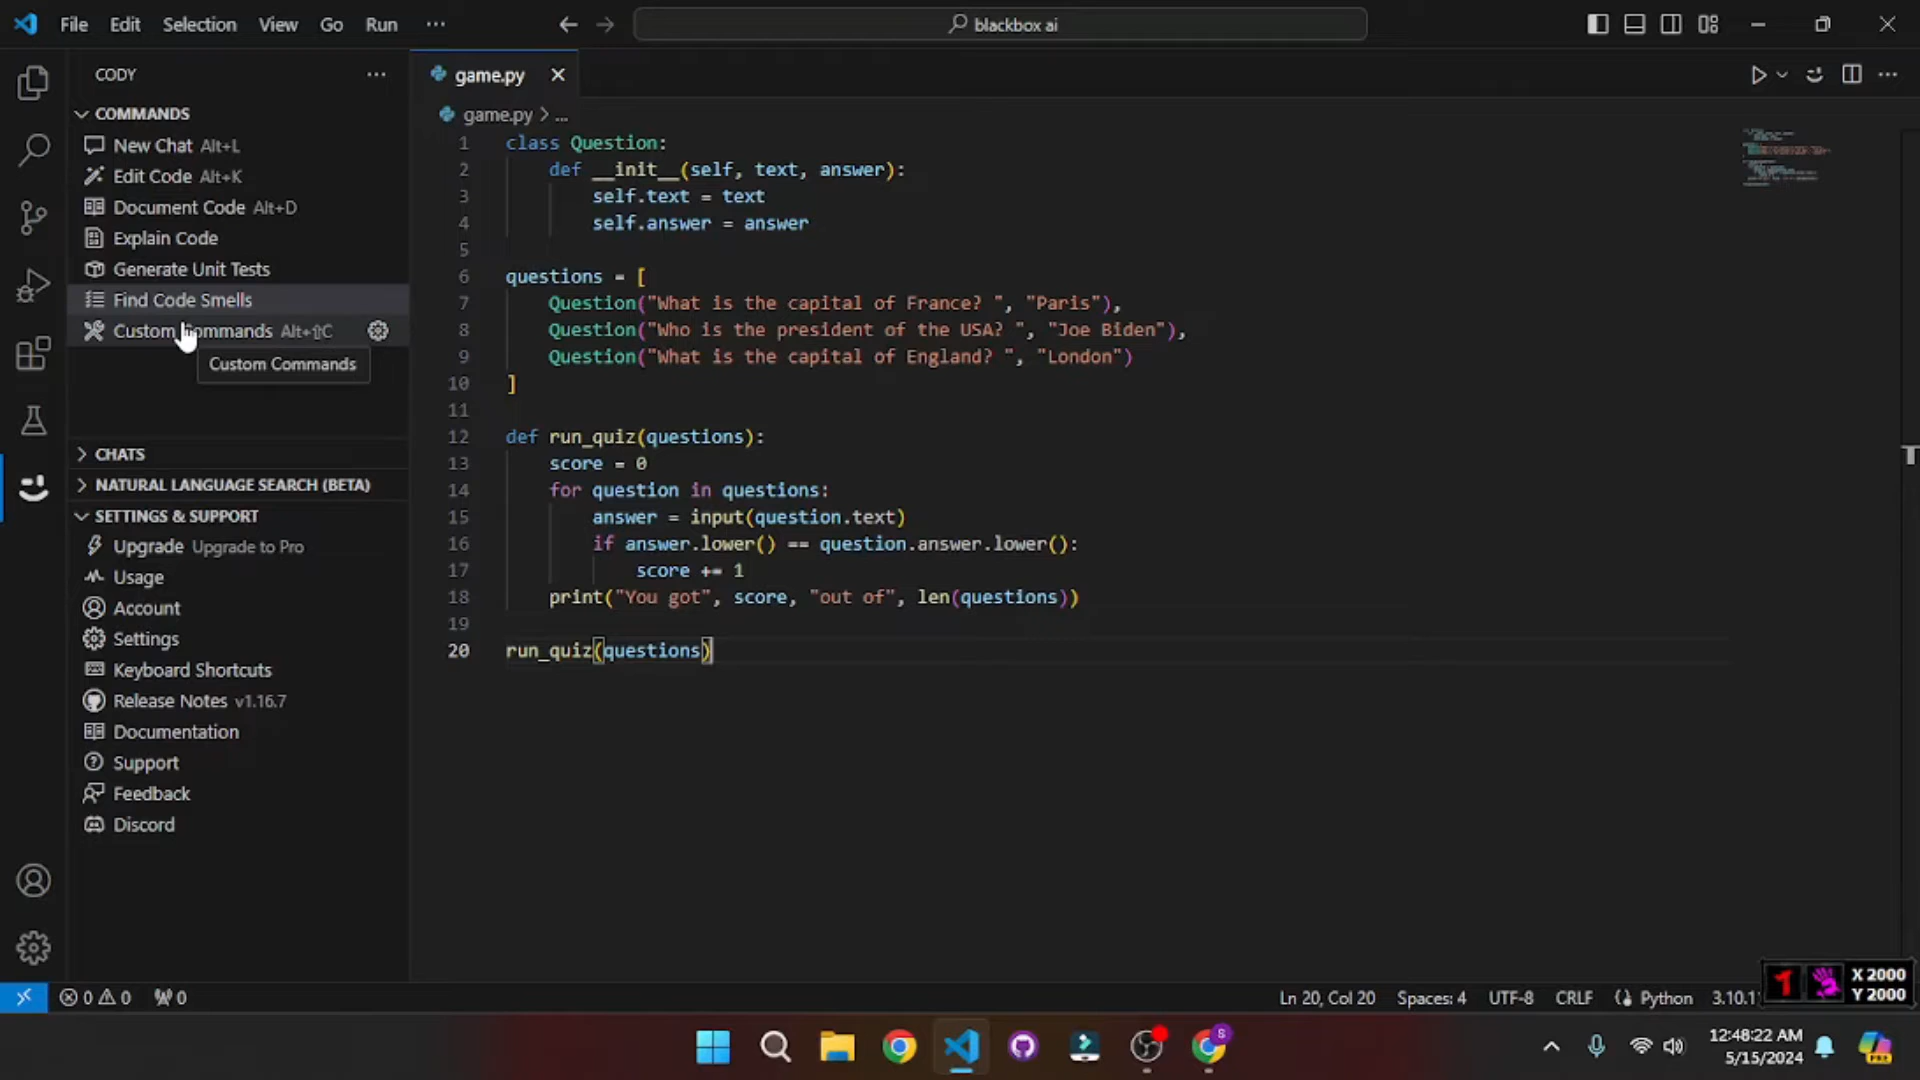 File Edit Selection View Go Run ···
blackbox ai
CODY
COMMANDS
New Chat Alt+L
Edit Code Alt+K
Document Code Alt+D
Explain Code
Generate Unit Tests
Find Code Smells
Custom Commands Alt+⇧C
Custom Commands
CHATS
NATURAL LANGUAGE SEARCH (BETA)
SETTINGS & SUPPORT
Upgrade Upgrade to Pro
Usage
Account
Settings
Keyboard Shortcuts
Release Notes v1.16.7
Documentation
Support
Feedback
Discord
game.py
game.py > ...
1 class Question:
2 def __init__(self, text, answer):
3 self.text = text
4 self.answer = answer
5
6 questions = [
7 Question("What is the capital of France? ", "Paris"),
8 Question("Who is the president of the USA? ", "Joe Biden"),
9 Question("What is the capital of England? ", "London")
10 ]
11
12 def run_quiz(questions):
13 score = 0
14 for question in questions:
15 answer = input(question.text)
16 if answer.lower() == question.answer.lower():
17 score += 1
18 print("You got", score, "out of", len(questions))
19
20 run_quiz(questions)
0 0 0
Ln 20, Col 20 Spaces: 4 UTF-8 CRLF Python
X 2000
Y 2000
12:48:22 AM
5/15/2024